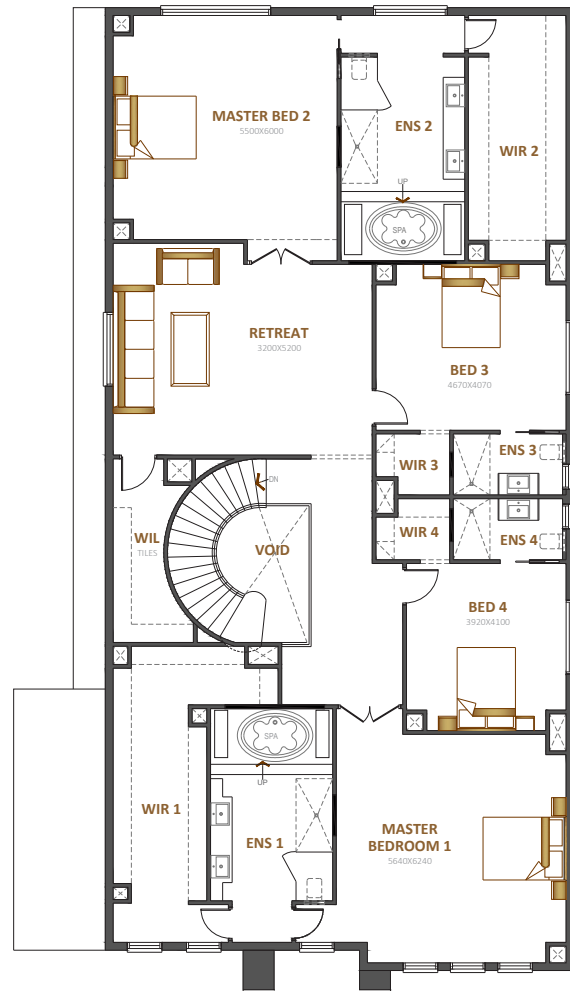 MASTER BED 2
5500X6000
ENS 2
WIR 2
UP
SPA
RETREAT
3200X5200
BED 3
4670X4070
WIR 3
ENS 3
DN
WIL
TILES
VOID
WIR 4
ENS 4
BED 4
3920X4100
SPA
UP
WIR 1
ENS 1
MASTER
BEDROOM 1
5640X6240